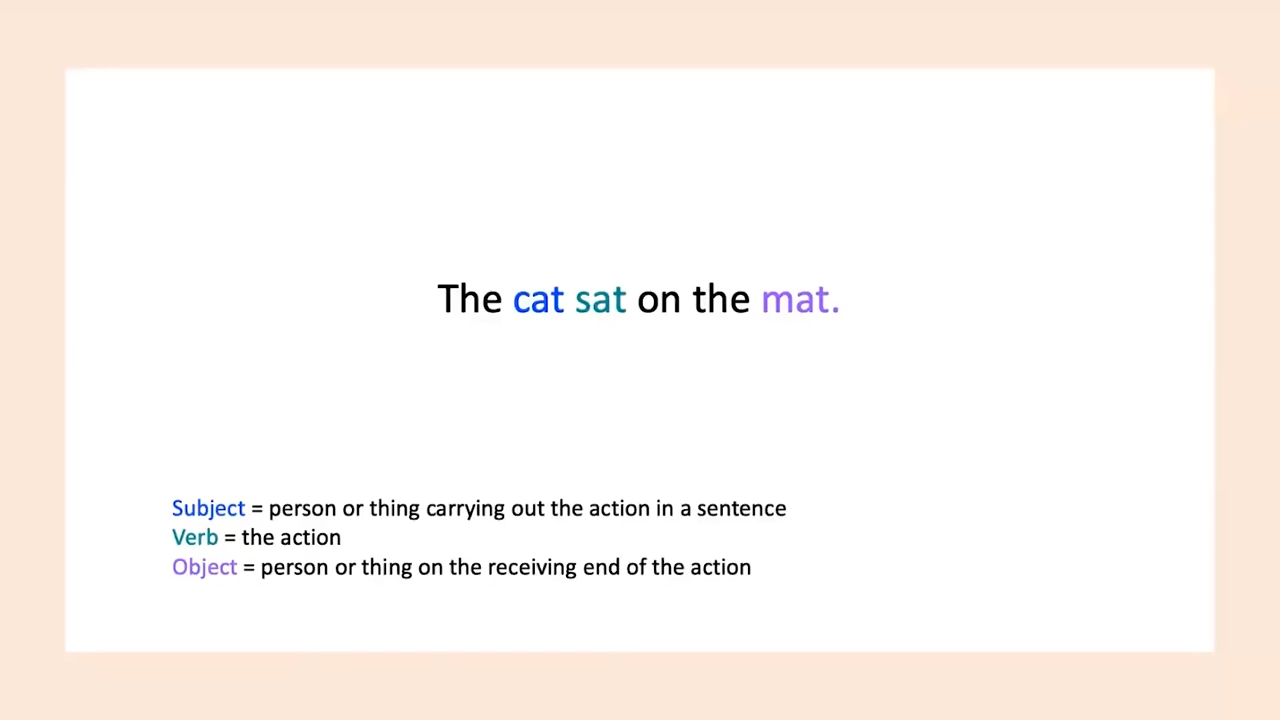 The cat sat on the mat.
Subject = person or thing carrying out the action in a sentence
Verb = the action
Object = person or thing on the receiving end of the action